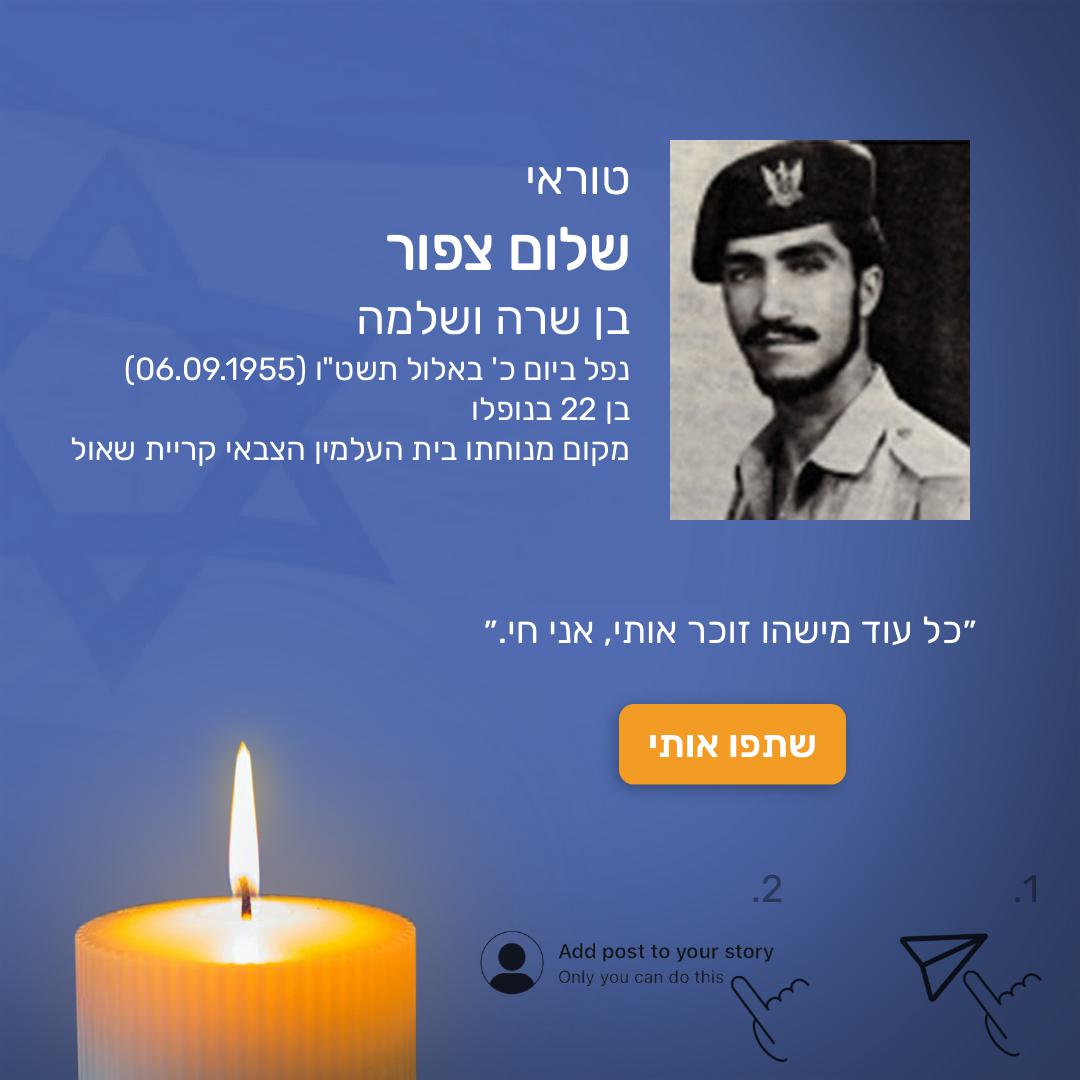 טוראי
שלום צפור
בן שרה ושלמה
נפל ביום כ' באלול תשט"ו (06.09.1955)
בן 22 בנופלו
מקום מנוחתו בית העלמין הצבאי קריית שאול
״כל עוד מישהו זוכר אותי, אני חי.״
שתפו אותי
.1
.2
Add post to your story
Only you can do this